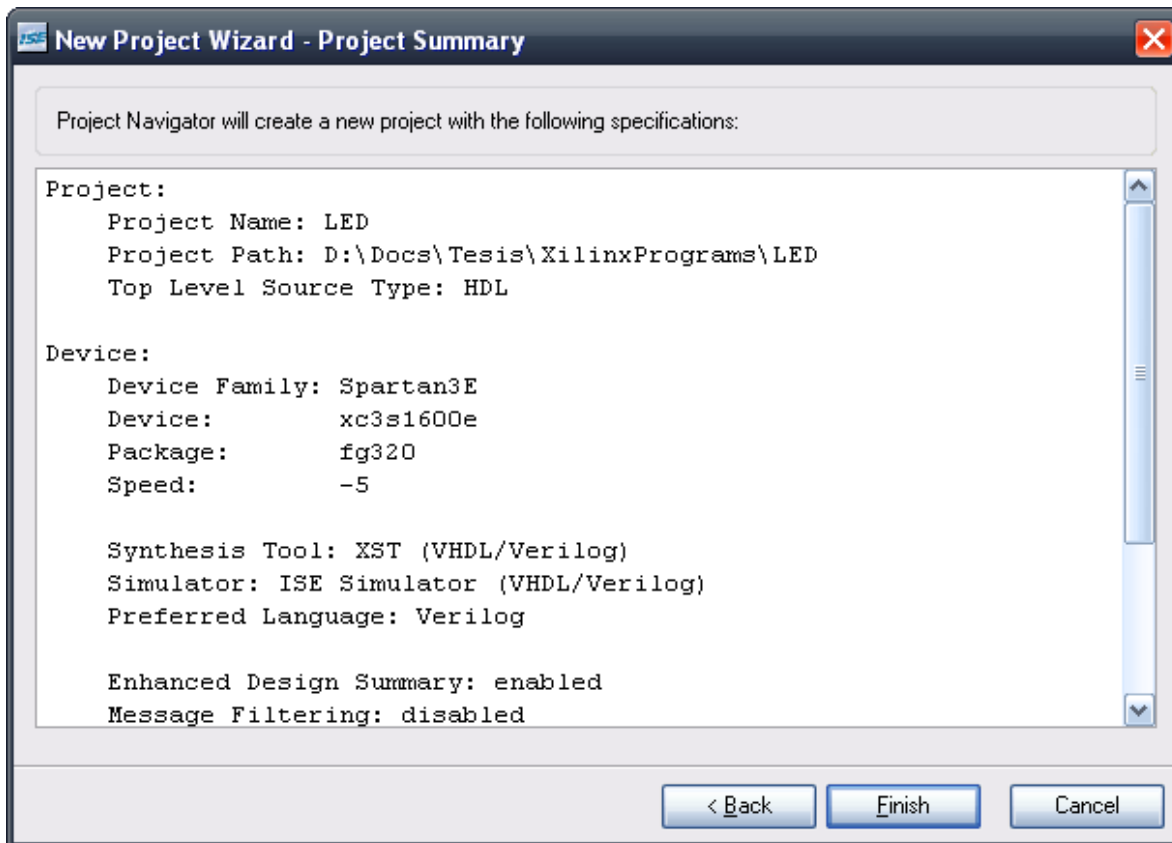 ISE New Project Wizard - Project Summary
Project Navigator will create a new project with the following specifications:
Project:
Project Name: LED
Project Path: D:\Docs\Tesis\XilinxPrograms\LED
Top Level Source Type: HDL
Device:
Device Family: Spartan3E
Device: xc3s1600e
Package: fg320
Speed: -5
Synthesis Tool: XST (VHDL/Verilog)
Simulator: ISE Simulator (VHDL/Verilog)
Preferred Language: Verilog
Enhanced Design Summary: enabled
Message Filtering: disabled
< Back Finish Cancel